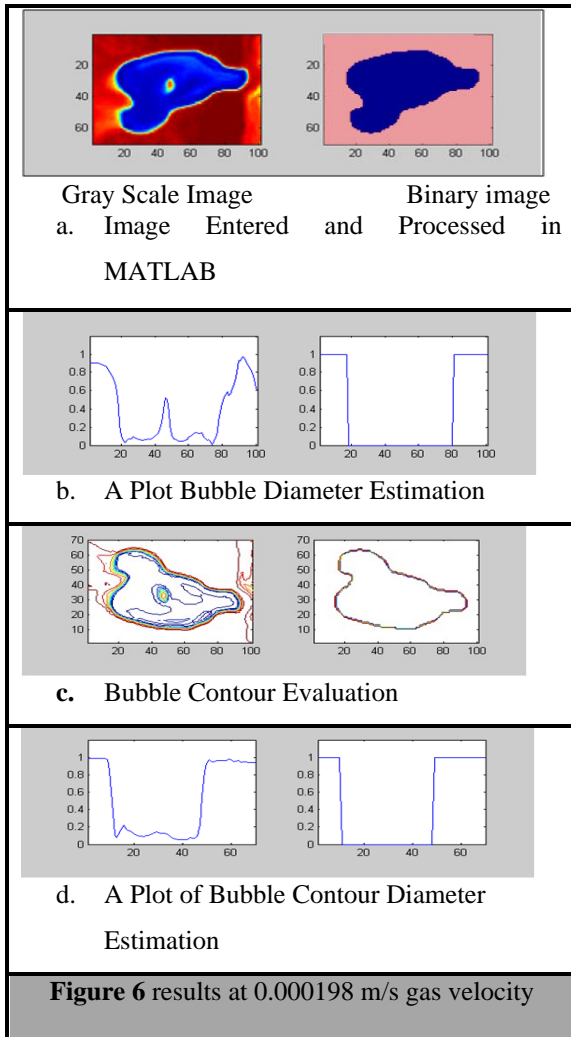 20
40
60
20 40 60 80 100
20
40
60
20 40 60 80 100
Gray Scale Image Binary image
a. Image Entered and Processed in
MATLAB
1
0.8
0.6
0.4
0.2
0
20 40 60 80 100
1
0.8
0.6
0.4
0.2
0
20 40 60 80 100
b. A Plot Bubble Diameter Estimation
70
60
50
40
30
20
10
20 40 60 80 100
70
60
50
40
30
20
10
20 40 60 80 100
c. Bubble Contour Evaluation
1
0.8
0.6
0.4
0.2
0
20 40 60
1
0.8
0.6
0.4
0.2
0
20 40 60
d. A Plot of Bubble Contour Diameter
Estimation
Figure 6 results at 0.000198 m/s gas velocity